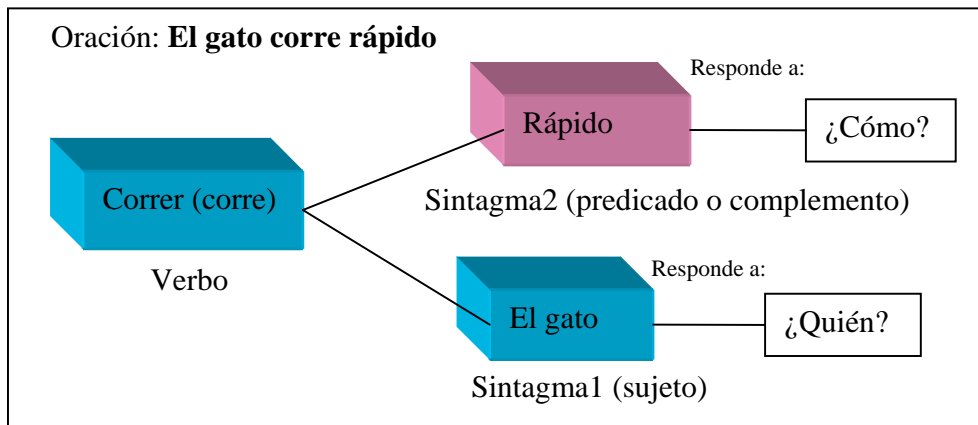 Oración: El gato corre rápido
Responde a:
Rápido
¿Cómo?
Correr (corre)
Sintagma2 (predicado o complemento)
Verbo
Responde a:
El gato
¿Quién?
Sintagma1 (sujeto)